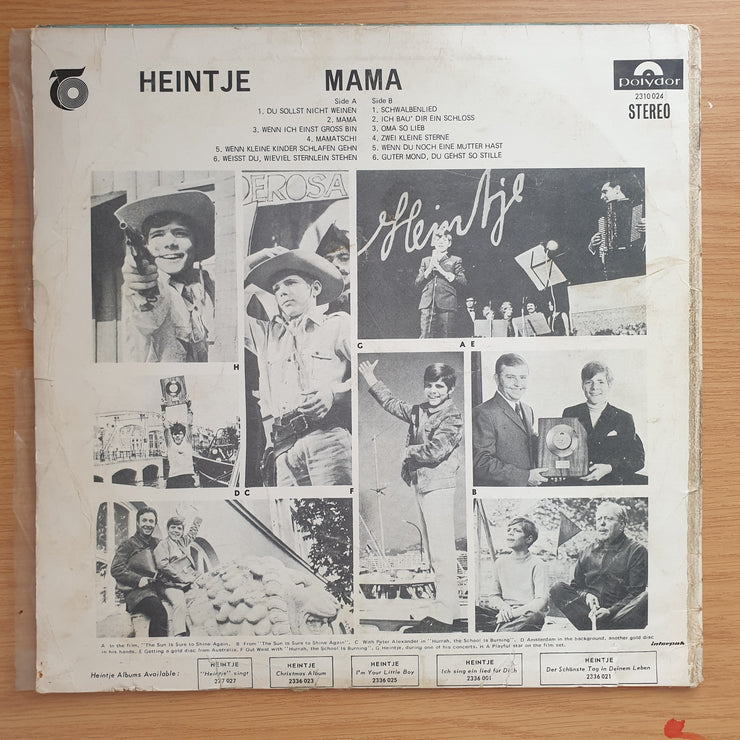 HEINTJE MAMA
polydor
2310 024
STEREO
Side A
1. DU SOLLST NICHT WEINEN
2. MAMA
3. WENN ICH EINST GROSS BIN
4. MAMATSCHI
5. WENN KLEINE KINDER SCHLAFEN GEHN
6. WEISST DU, WIEVIEL STERNLEIN STEHEN
Side B
1. SCHWALBENLIED
2. ICH BAU' DIR EIN SCHLOSS
3. OMA SO LIEB
4. ZWEI KLEINE STERNE
5. WENN DU NOCH EINE MUTTER HAST
6. GUTER MOND, DU GEHST SO STILLE
DEROSA
Heintje
H
G
A E
D C
F
B
A In the film, "The Sun Is Sure to Shine Again, B From "The Sun Is Sure to Shine Again". C With Peter Alexander in "Hurrah, the School Is Burning". D Amsterdam in the background, another gold disc
in his hands. E Getting a gold disc from Australia, F Out West with "Hurrah, the School Is Burning", G Heintje, during one of his concerts. H A Playful star on the film set.
interpak
Heintje Albums Available:
HEINTJE
"Heintje" singt
227 027
HEINTJE
Christmas Album
2336 023
HEINTJE
I'm Your Little Boy
2336 025
HEINTJE
Ich sing ein lied für Dich
2336 001
HEINTJE
Der Schönste Tag in Deinem Leben
2336 021